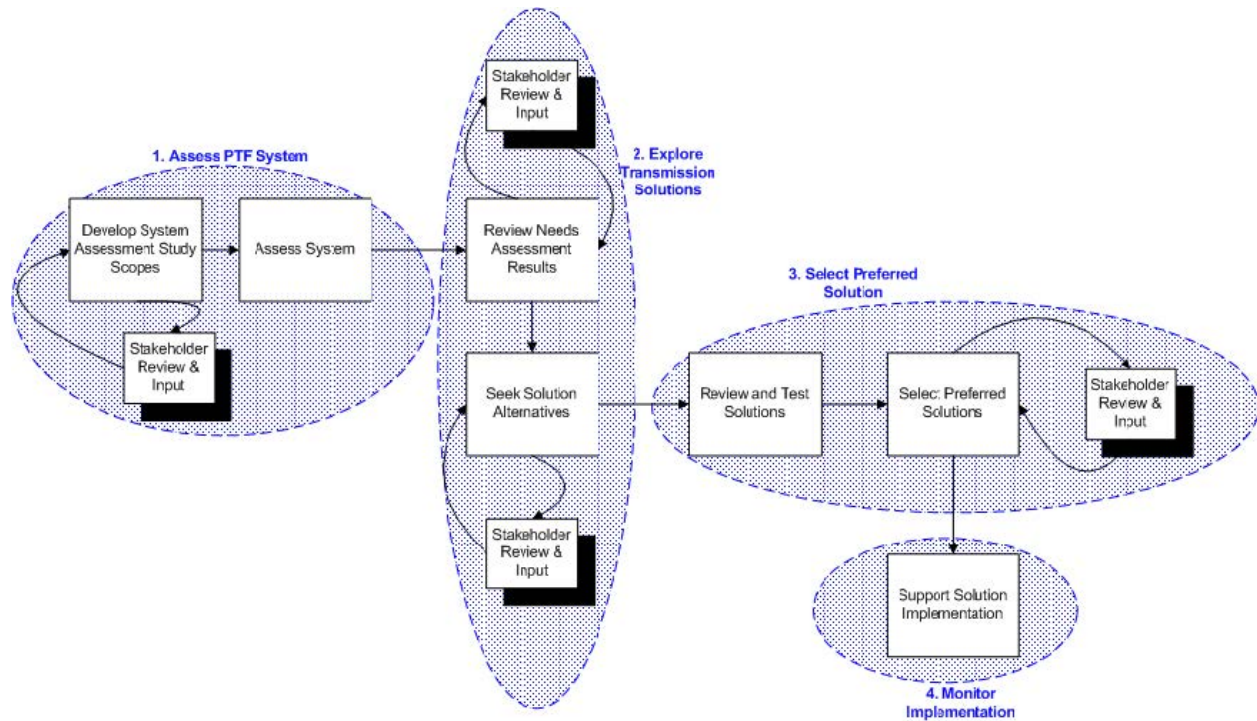 1. Assess PTF System
Develop System
Assessment Study
Scopes
Assess System
Stakeholder
Review &
Input
Stakeholder
Review &
Input
2. Explore
Transmission
Solutions
Review Needs
Assessment
Results
Seek Solution
Alternatives
Stakeholder
Review &
Input
3. Select Preferred
Solution
Review and Test
Solutions
Select Preferred
Solutions
Stakeholder
Review &
Input
Support Solution
Implementation
4. Monitor
Implementation